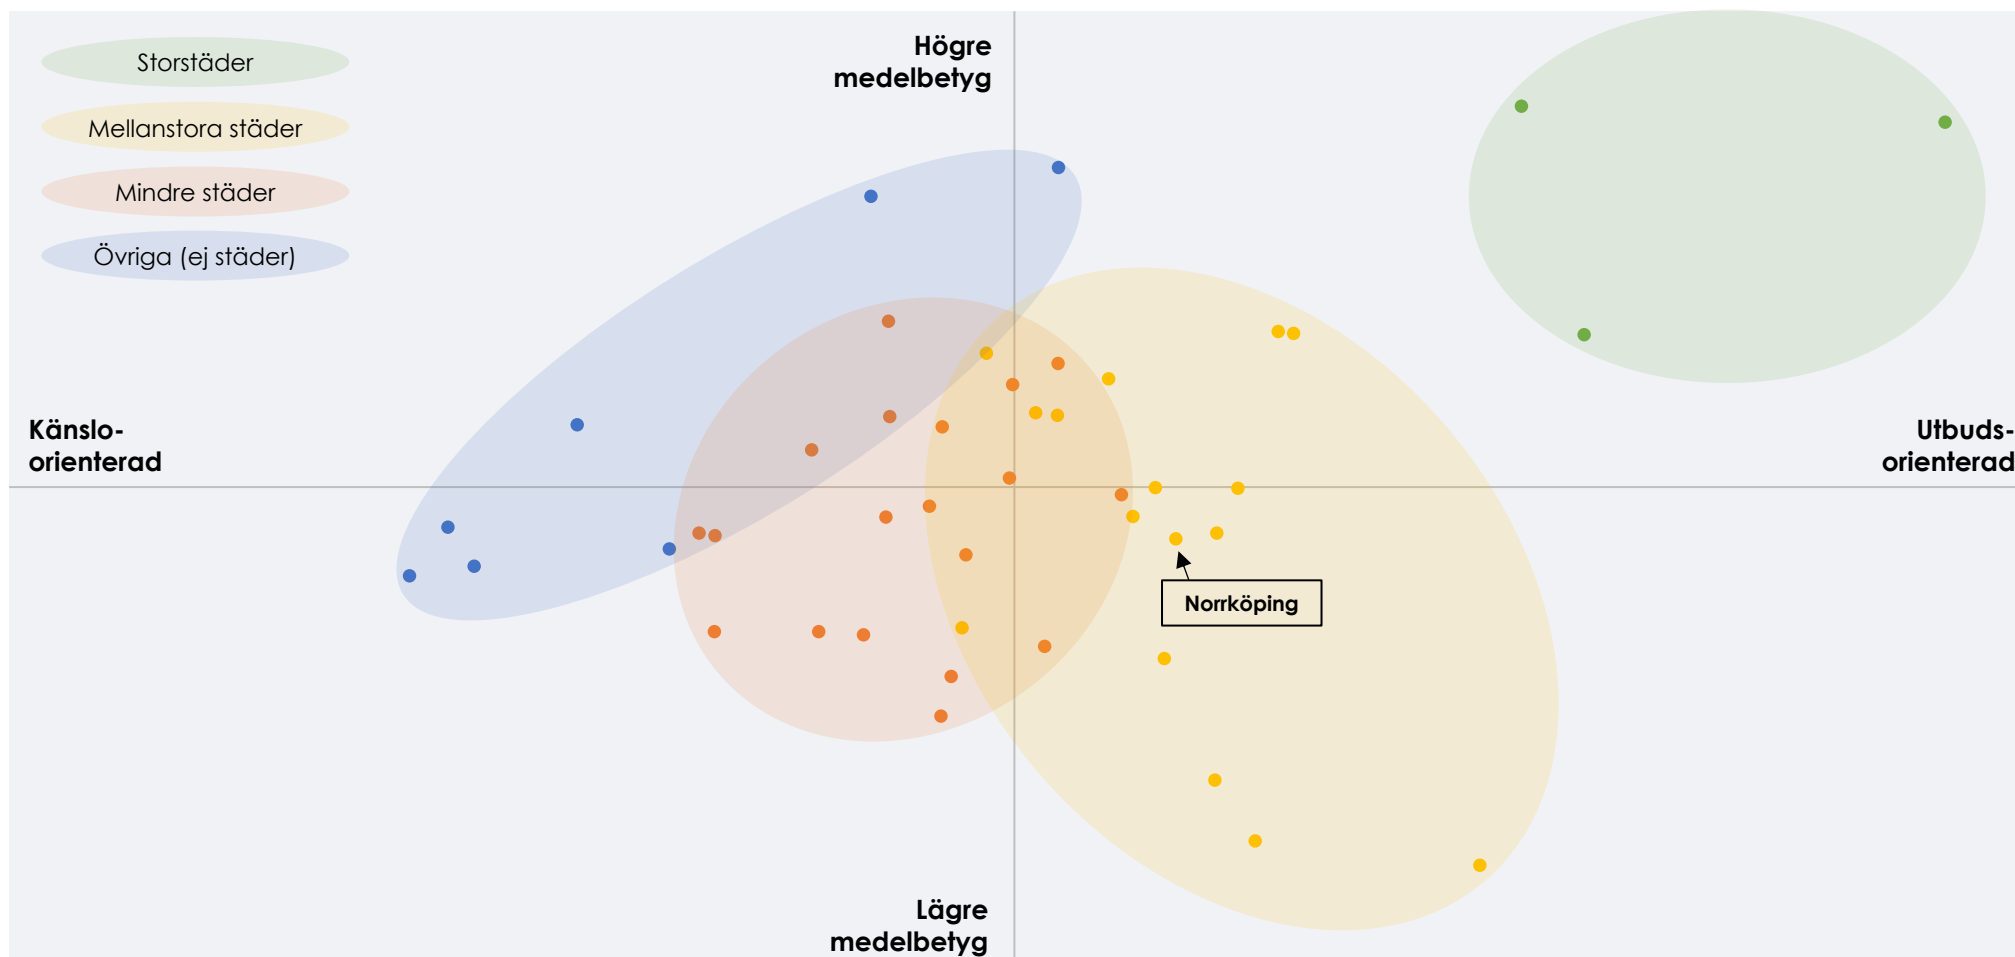 Storstäder
Mellanstora städer
Mindre städer
Övriga (ej städer)
Högre
medelbetyg
Känslo-
orienterad
Utbuds-
orienterad
Norrköping
Lägre
medelbetyg